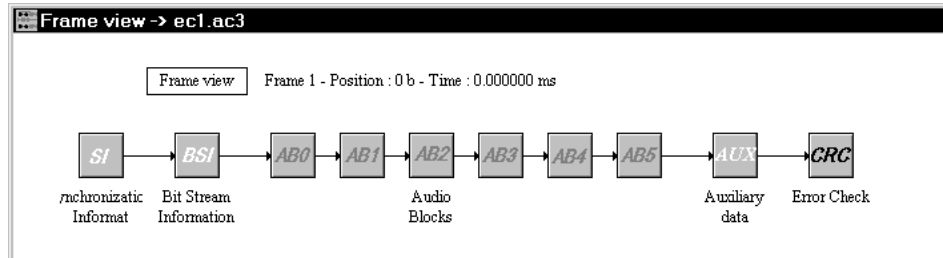 Frame view -> ec1.ac3
Frame view Frame 1 - Position : 0 b - Time : 0.000000 ms
SI BSI AB0 AB1 AB2 AB3 AB4 AB5 AUX CRC
ynchronizatic Bit Stream Audio Auxiliary Error Check
Informat Information Blocks data